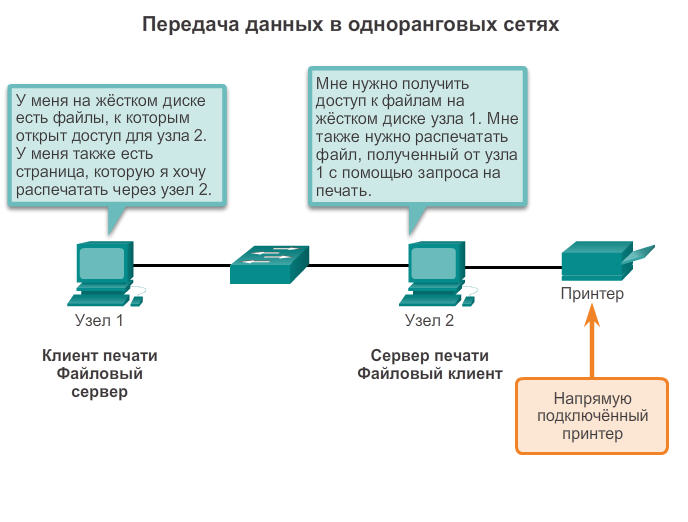 Передача данных в одноранговых сетях
У меня на жёстком диске
есть файлы, к которым
открыт доступ для узла 2.
У меня также есть
страница, которую я хочу
распечатать через узел 2.
Мне нужно получить
доступ к файлам на
жёстком диске узла 1. Мне
также нужно распечатать
файл, полученный от узла
1 с помощью запроса на
печать.
Узел 1
Узел 2
Принтер
Клиент печати
Файловый
сервер
Сервер печати
Файловый клиент
Напрямую
подключённый
принтер